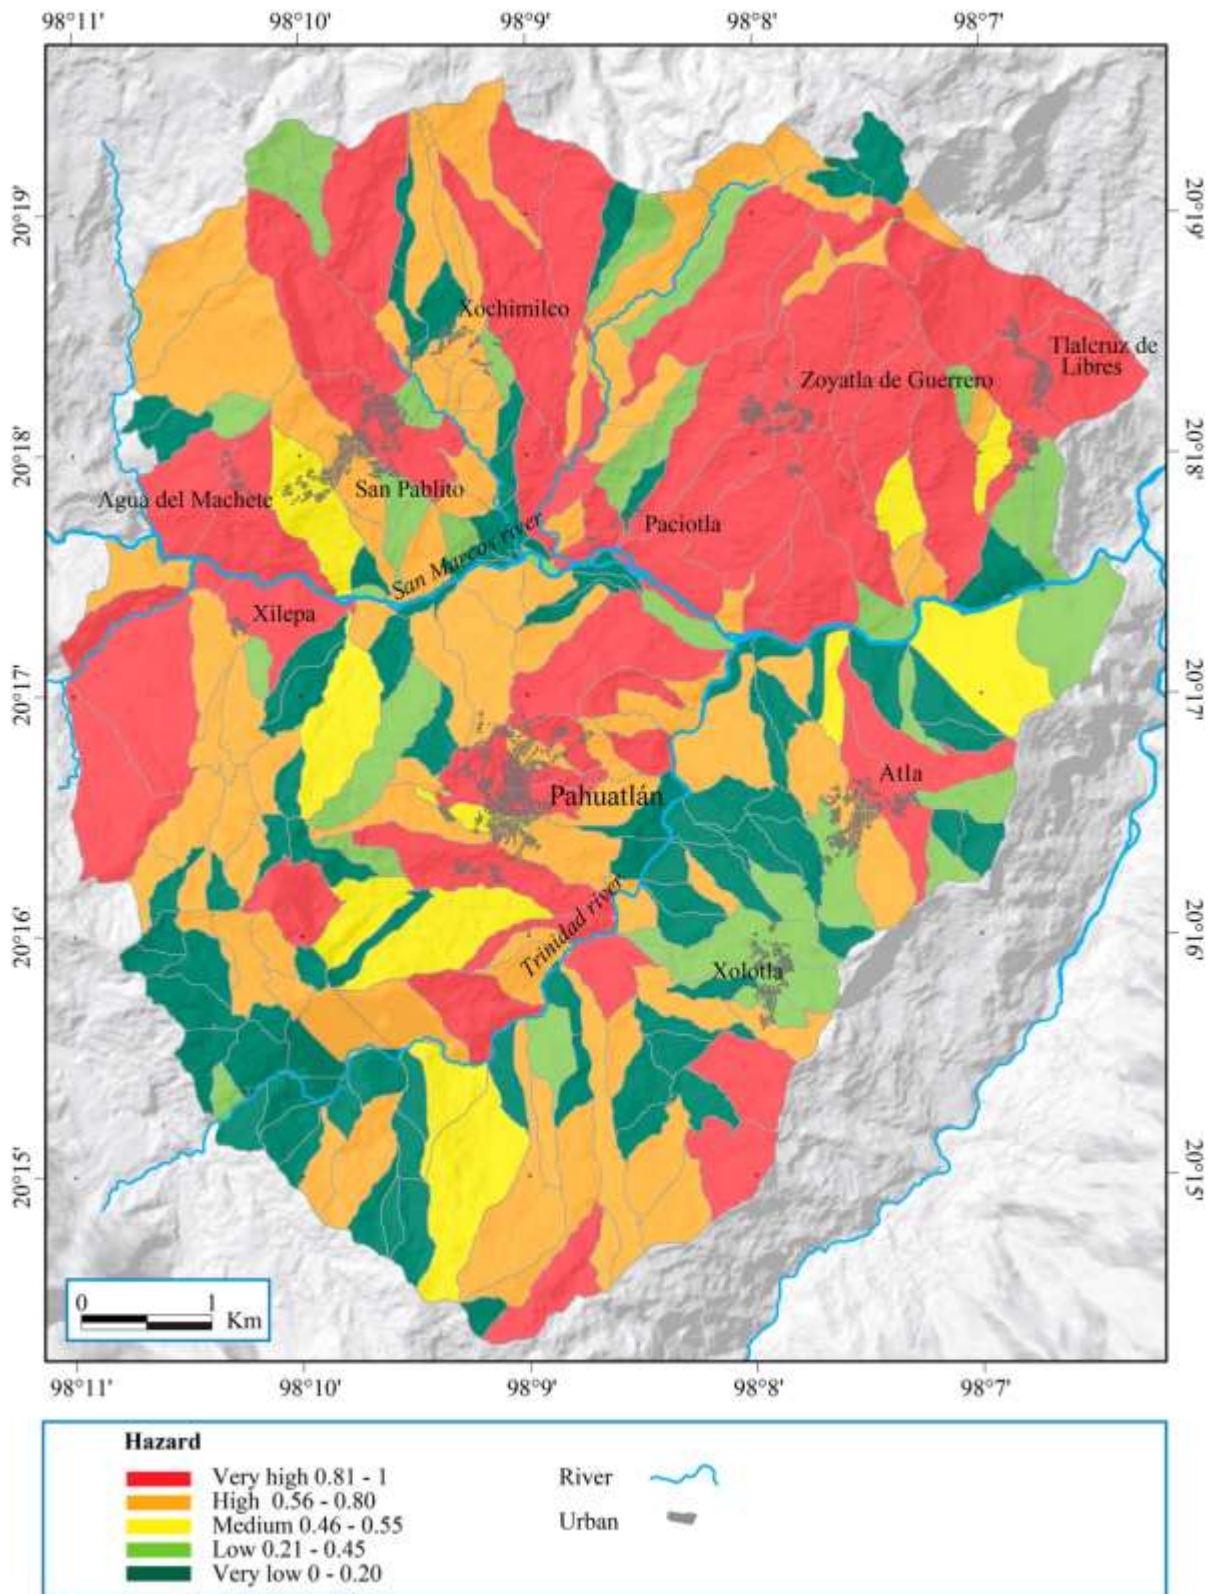 98°11' 98°10' 98°9' 98°8' 98°7'
20°19' 20°19'
Xochimilco
Tlalcruz de
Libres
Zoyatla de Guerrero
20°18' 20°18'
Agua del Machete San Pablito
Paciotla
San Marcos river
Xilepa
20°17' 20°17'
Atla
Pahuatlán
Trinidad river
20°16' 20°16'
Xolotla
20°15' 20°15'
0 1
Km
98°11' 98°10' 98°9' 98°8' 98°7'
Hazard
Very high 0.81 - 1
High 0.56 - 0.80
Medium 0.46 - 0.55
Low 0.21 - 0.45
Very low 0 - 0.20
River
Urban